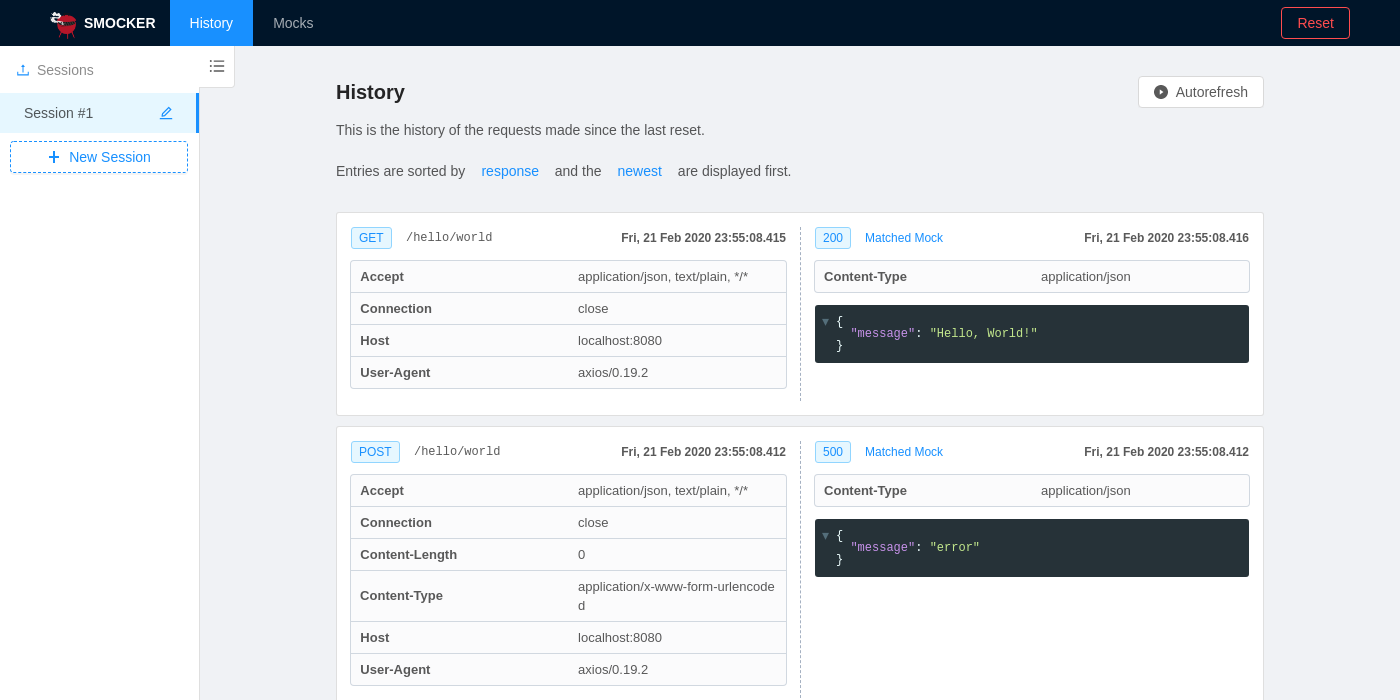 SMOCKER
History
Mocks
Reset
Sessions
Session #1
New Session
History
Autorefresh
This is the history of the requests made since the last reset.
Entries are sorted by response and the newest are displayed first.
GET /hello/world Fri, 21 Feb 2020 23:55:08.415
Accept application/json, text/plain, */*
Connection close
Host localhost:8080
User-Agent axios/0.19.2
200 Matched Mock Fri, 21 Feb 2020 23:55:08.416
Content-Type application/json
{
"message": "Hello, World!"
}
POST /hello/world Fri, 21 Feb 2020 23:55:08.412
Accept application/json, text/plain, */*
Connection close
Content-Length 0
Content-Type application/x-www-form-urlencode
d
Host localhost:8080
User-Agent axios/0.19.2
500 Matched Mock Fri, 21 Feb 2020 23:55:08.412
Content-Type application/json
{
"message": "error"
}